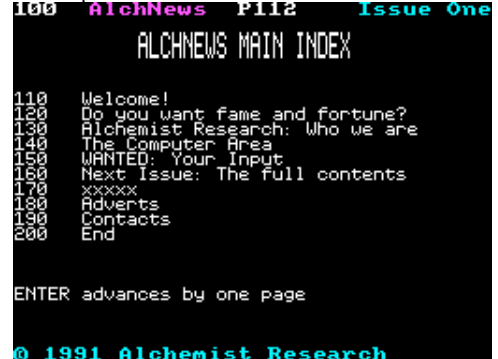 100 AlchNews P112 Issue One
ALCHNEWS MAIN INDEX
110 Welcome!
120 Do you want fame and fortune?
130 Alchemist Research: Who we are
140 The Computer Area
150 WANTED: Your Input
160 Next Issue: The full contents
170 xxxxx
180 Adverts
190 Contacts
200 End
ENTER advances by one page
© 1991 Alchemist Research